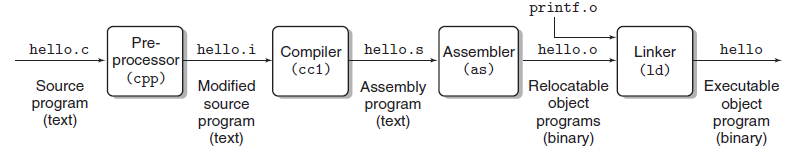 printf.o
hello.c
Pre-
processor
(cpp)
hello.i
Compiler
(cc1)
hello.s
Assembler
(as)
hello.o
Linker
(ld)
hello
Source
program
(text)
Modified
source
program
(text)
Assembly
program
(text)
Relocatable
object
programs
(binary)
Executable
object
program
(binary)